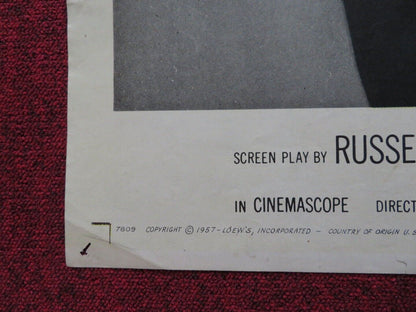 SCREEN PLAY BY RUSSE
IN CINEMASCOPE DIRECT
7809 COPYRIGHT © 1957 - LOEW'S, INCORPORATED - COUNTRY OF ORIGIN U.S